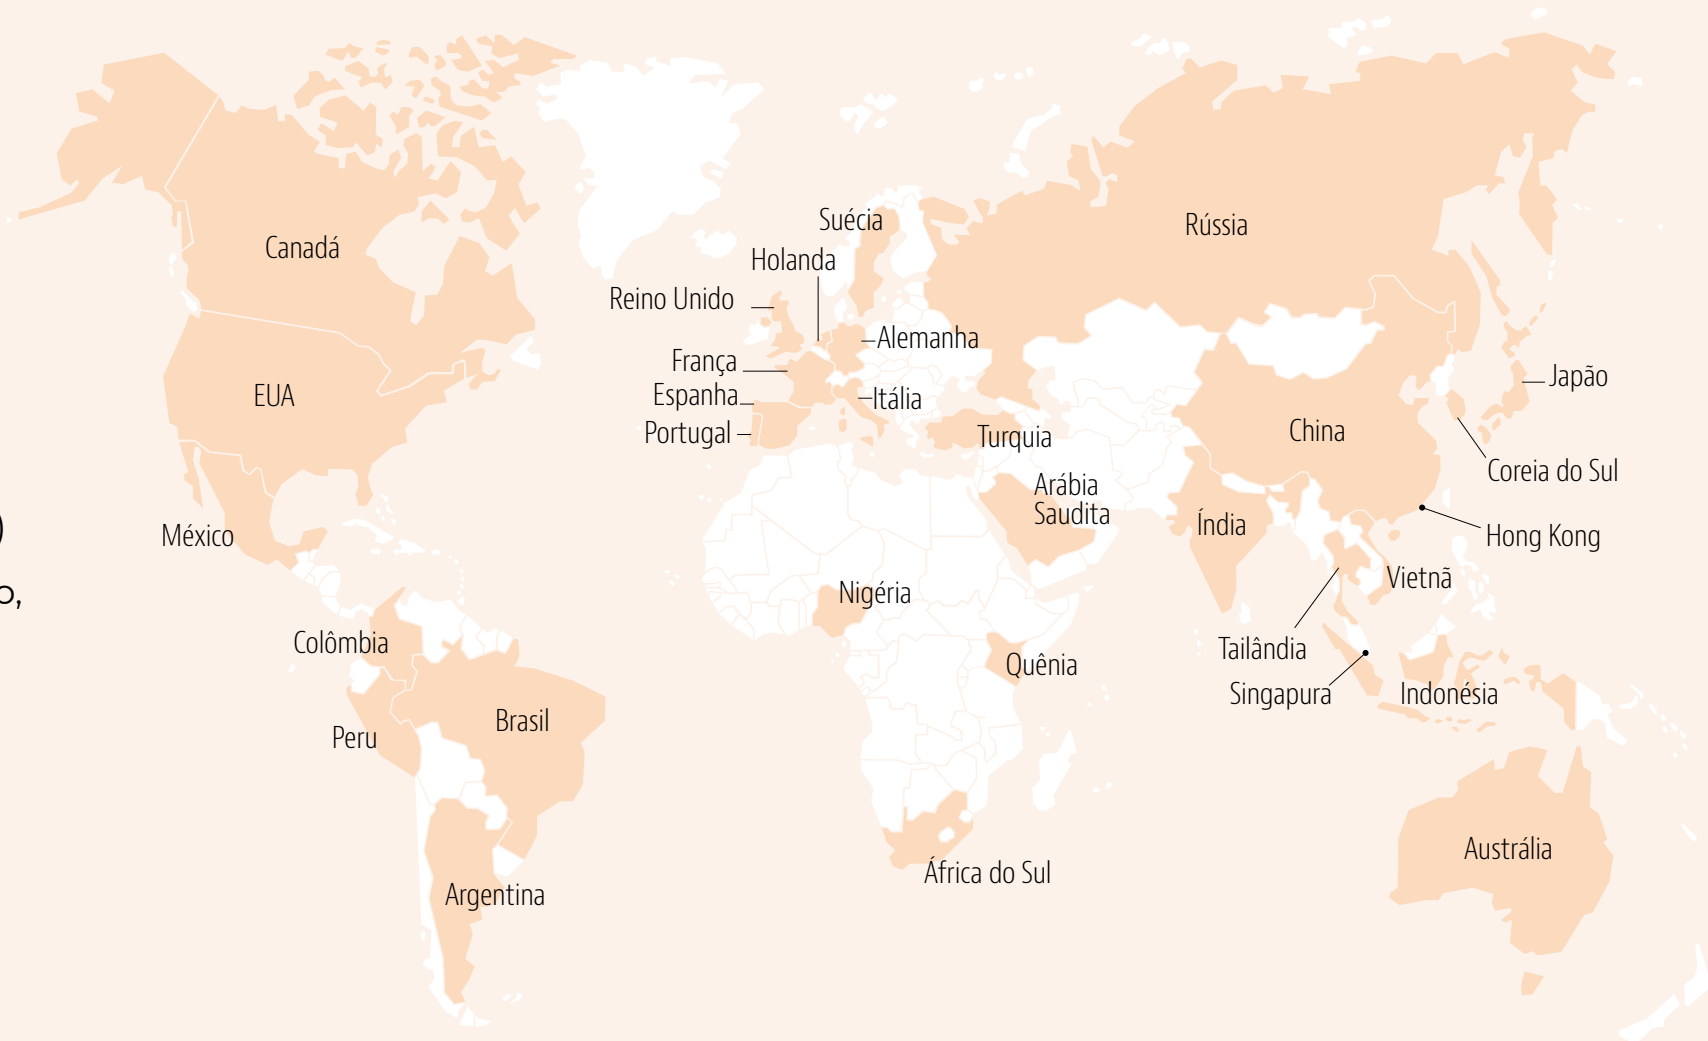 Suécia
Rússia
Canadá
Holanda
Reino Unido
Alemanha
França
Japão
EUA
Espanha
Itália
China
Portugal
Turquia
Coreia do Sul
Arábia
Saudita
)
Índia
México
Hong Kong
o,
Nigéria
Vietnã
Colômbia
Tailândia
Quênia
Singapura
Indonésia
Brasil
Peru
Austrália
África do Sul
Argentina